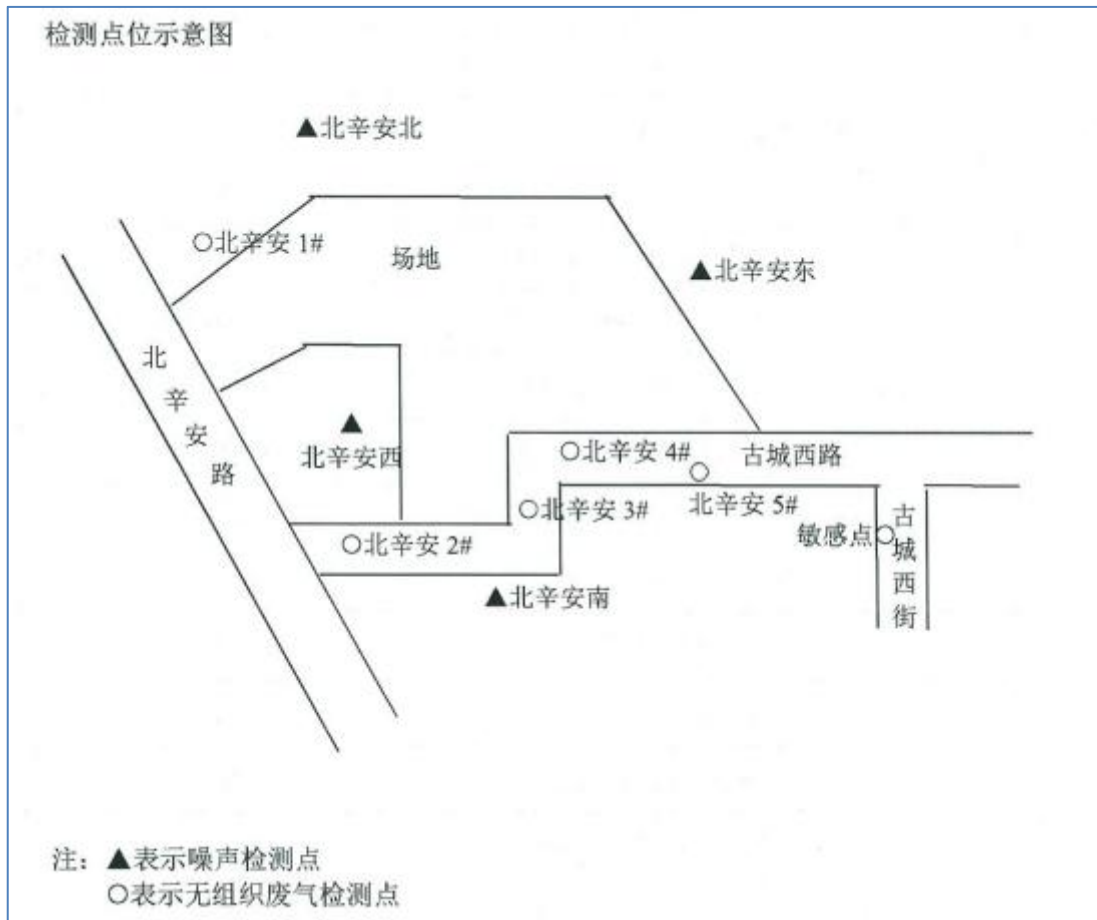 检测点位示意图
▲北辛安北
○北辛安 1#
场地
▲北辛安东
北辛安路
▲
北辛安西
○北辛安 4#
古城西路
○
北辛安 5#
○北辛安 3#
敏感点○
古城西街
○北辛安 2#
▲北辛安南
注：▲表示噪声检测点
○表示无组织废气检测点